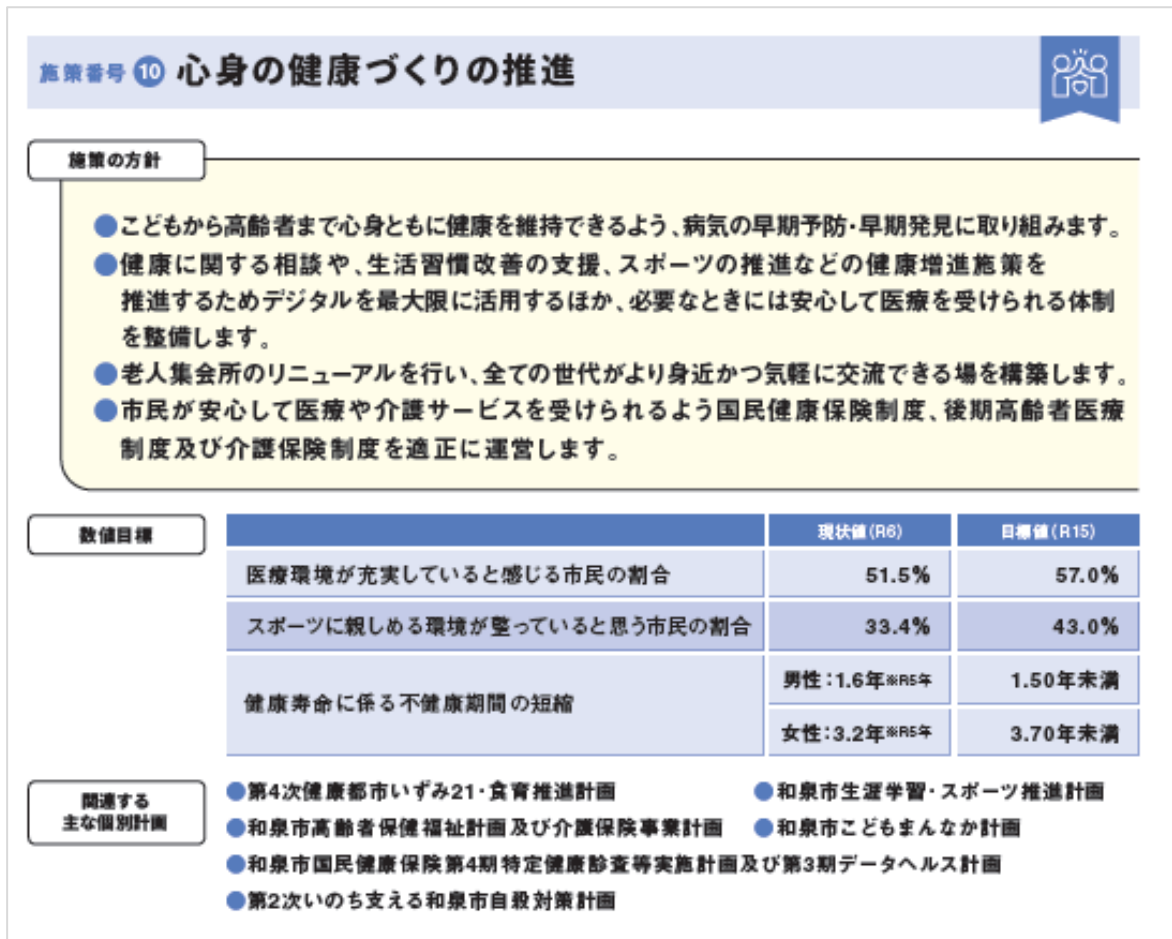 施策番号 10 心身の健康づくりの推進
施策の方針
●こどもから高齢者まで心身ともに健康を維持できるよう、病気の早期予防・早期発見に取り組みます。
●健康に関する相談や、生活習慣改善の支援、スポーツの推進などの健康増進施策を
推進するためデジタルを最大限に活用するほか、必要なときには安心して医療を受けられる体制
を整備します。
●老人集会所のリニューアルを行い、全ての世代がより身近かつ気軽に交流できる場を構築します。
●市民が安心して医療や介護サービスを受けられるよう国民健康保険制度、後期高齢者医療
制度及び介護保険制度を適正に運営します。
数値目標
現状値(R6) 目標値(R15)
医療環境が充実していると感じる市民の割合 51.5% 57.0%
スポーツに親しめる環境が整っていると思う市民の割合 33.4% 43.0%
健康寿命に係る不健康期間の短縮
男性:1.6年※R5年 1.50年未満
女性:3.2年※R5年 3.70年未満
関連する
主な個別計画
●第4次健康都市いずみ21・食育推進計画 ●和泉市生涯学習・スポーツ推進計画
●和泉市高齢者保健福祉計画及び介護保険事業計画 ●和泉市こどもまんなか計画
●和泉市国民健康保険第4期特定健康診査等実施計画及び第3期データヘルス計画
●第2次いのち支える和泉市自殺対策計画